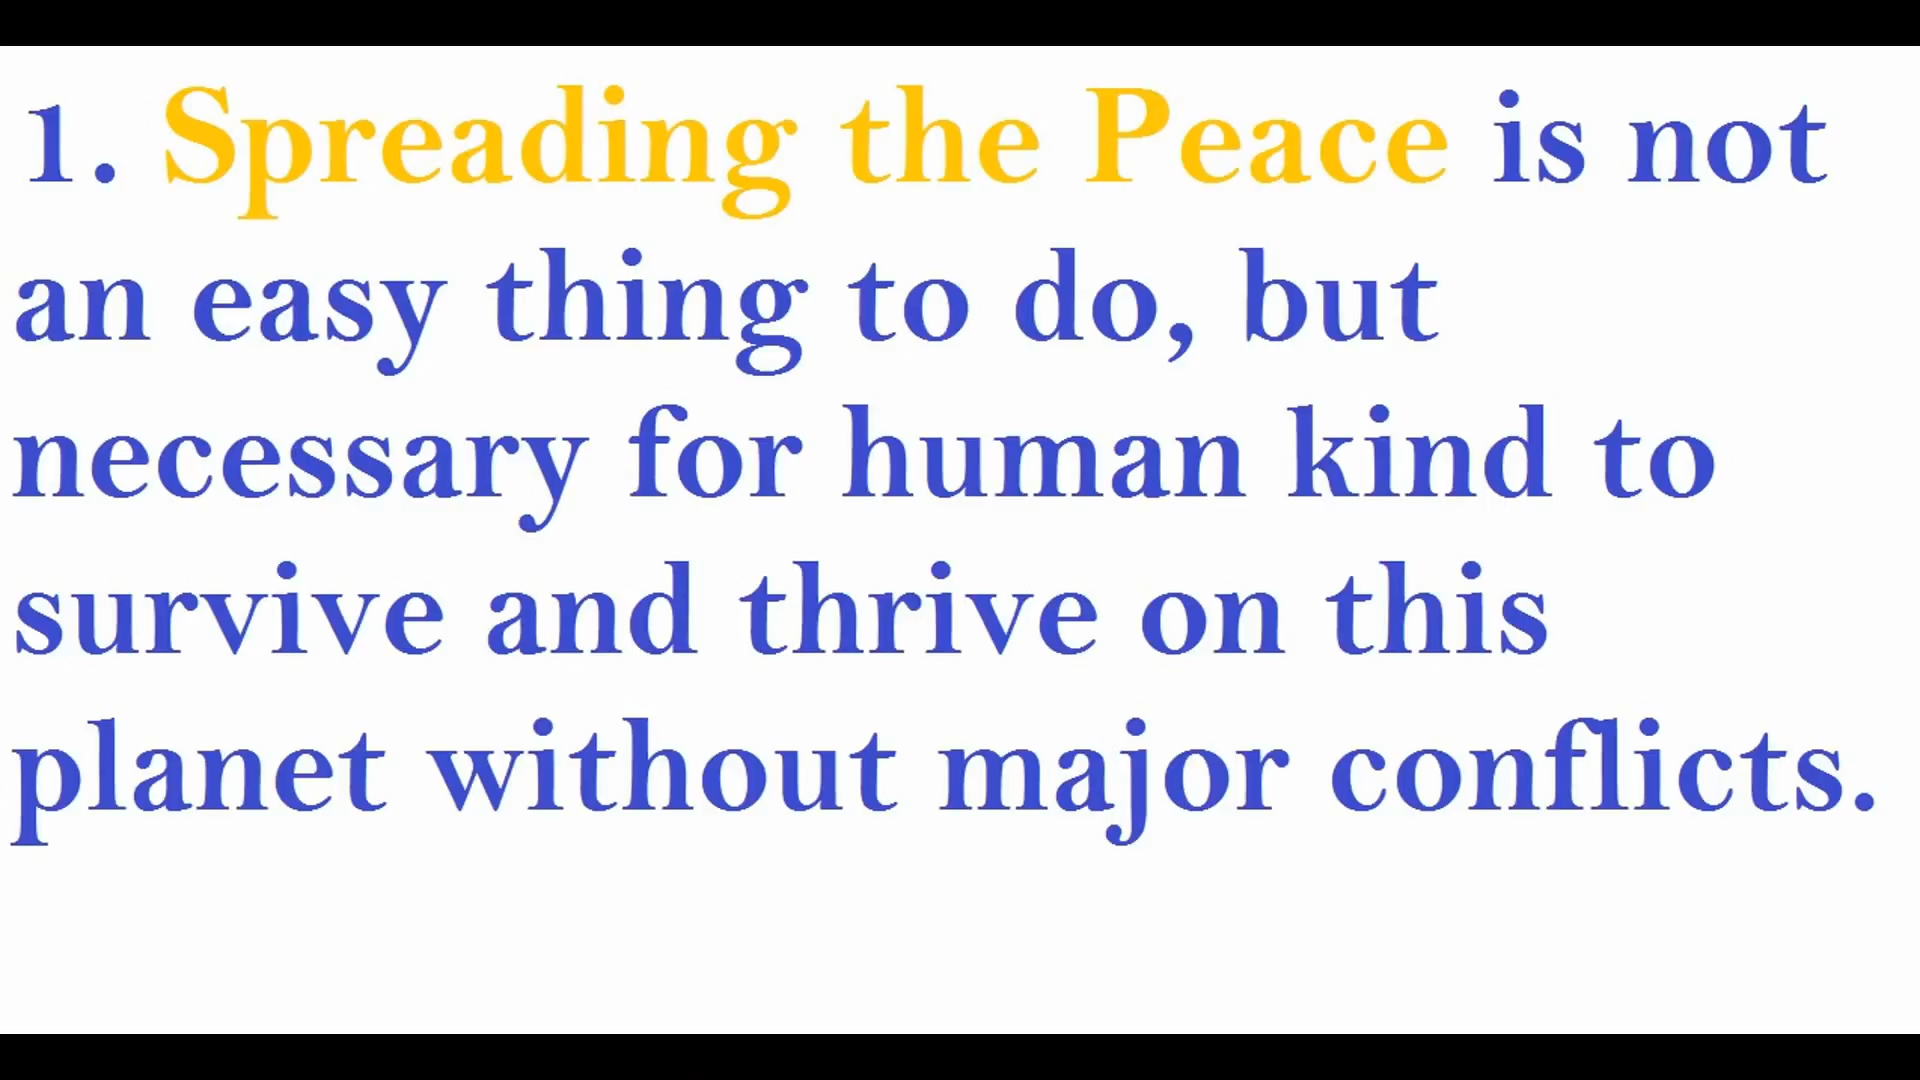 1. Spreading the Peace is not
an easy thing to do, but
necessary for human kind to
survive and thrive on this
planet without major conflicts.